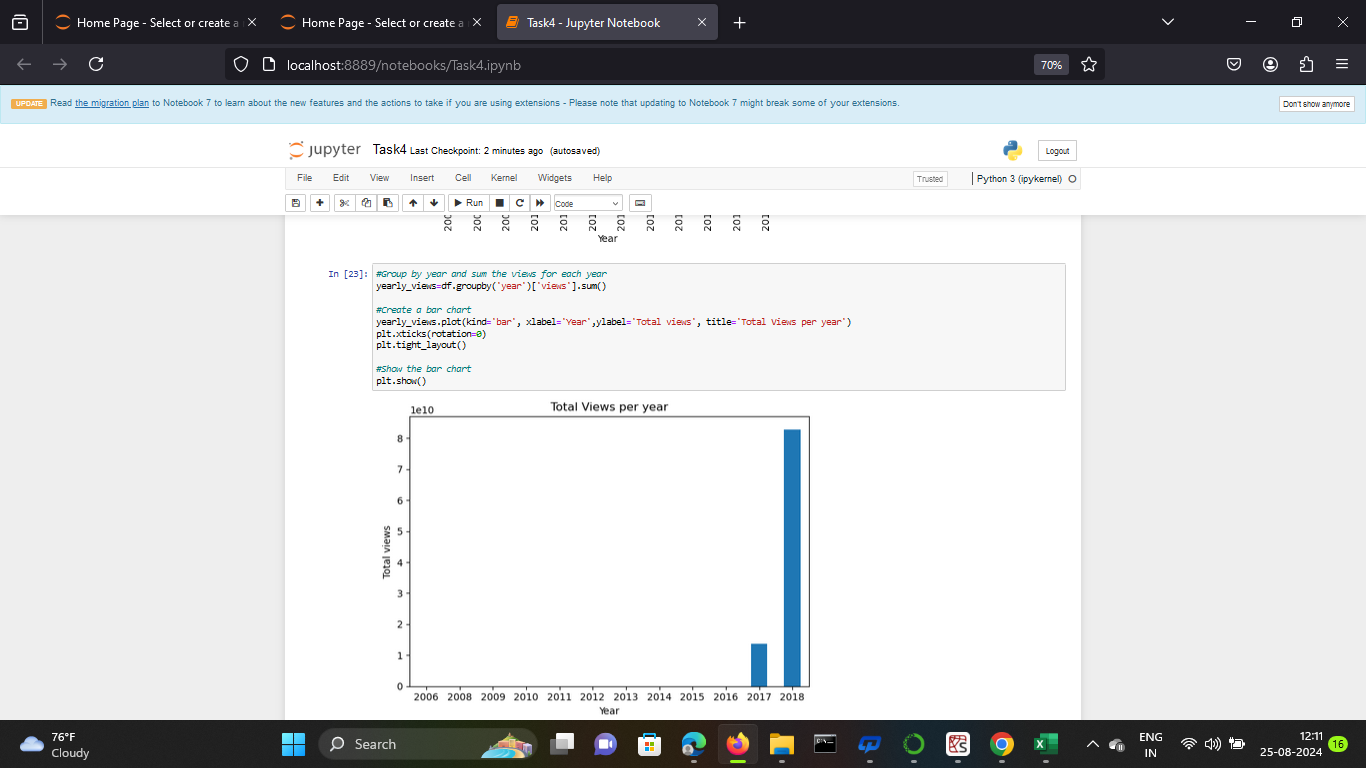 Home Page - Select or create a
Home Page - Select or create a
Task4 - Jupyter Notebook
localhost:8889/notebooks/Task4.ipynb
70%
UPDATE Read the migration plan to Notebook 7 to learn about the new features and the actions to take if you are using extensions - Please note that updating to Notebook 7 might break some of your extensions.
Don't show anymore
jupyter Task4 Last Checkpoint: 2 minutes ago (autosaved)
Logout
File Edit View Insert Cell Kernel Widgets Help
Trusted
Python 3 (ipykernel)
Run
Code
Year
In [23]:
#Group by year and sum the views for each year
yearly_views=df.groupby('year')['views'].sum()
#Create a bar chart
yearly_views.plot(kind='bar', xlabel='Year',ylabel='Total views', title='Total Views per year')
plt.xticks(rotation=0)
plt.tight_layout()
#Show the bar chart
plt.show()
Total Views per year
1e10
8
7
6
5
4
3
2
1
0
Total views
2006 2008 2009 2010 2011 2012 2013 2014 2015 2016 2017 2018
Year
76°F
Cloudy
Search
ENG
IN
12:11
25-08-2024
16